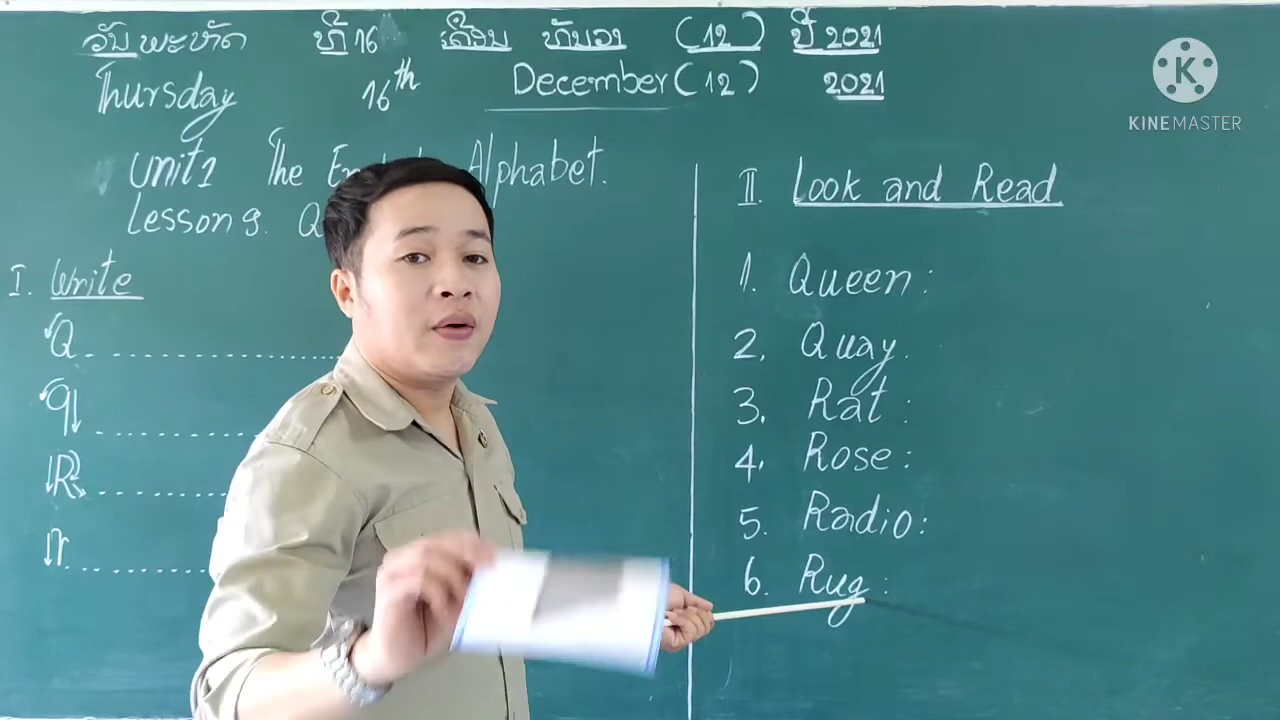 ວັນ ພະຫັດ ທີ 16 ເດືອນ ທັນວາ (12) ປີ 2021
Thursday 16th December (12) 2021
Unit 1 The Alphabet.
Lesson 9. Q
I. Write
Q
q
R
r
II. Look and Read
1. Queen:
2. Quay.
3. Rat:
4. Rose:
5. Radio:
6. Rug:
K
KINEMASTER